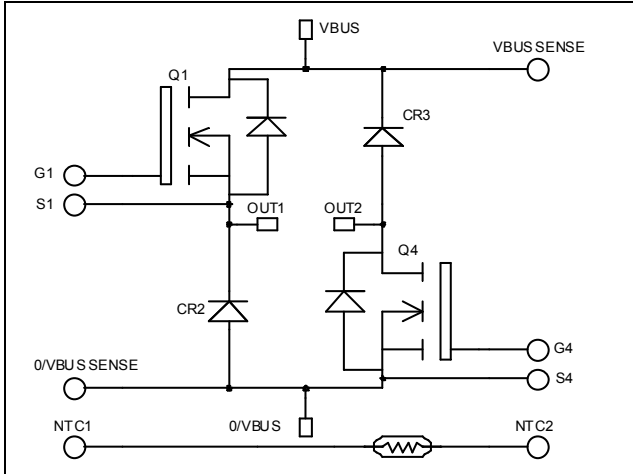 VBUS
VBUS SENSE
Q1
CR3
G1
S1
OUT1
OUT2
Q4
CR2
G4
0/VBUS SENSE
S4
NTC1
0/VBUS
NTC2